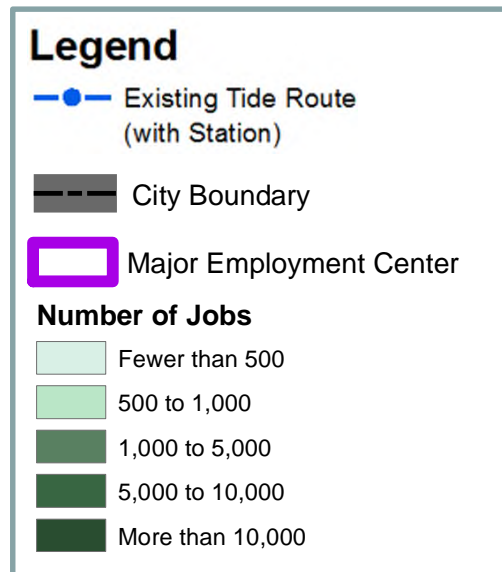 Legend
Existing Tide Route
(with Station)
City Boundary
Major Employment Center
Number of Jobs
Fewer than 500
500 to 1,000
1,000 to 5,000
5,000 to 10,000
More than 10,000